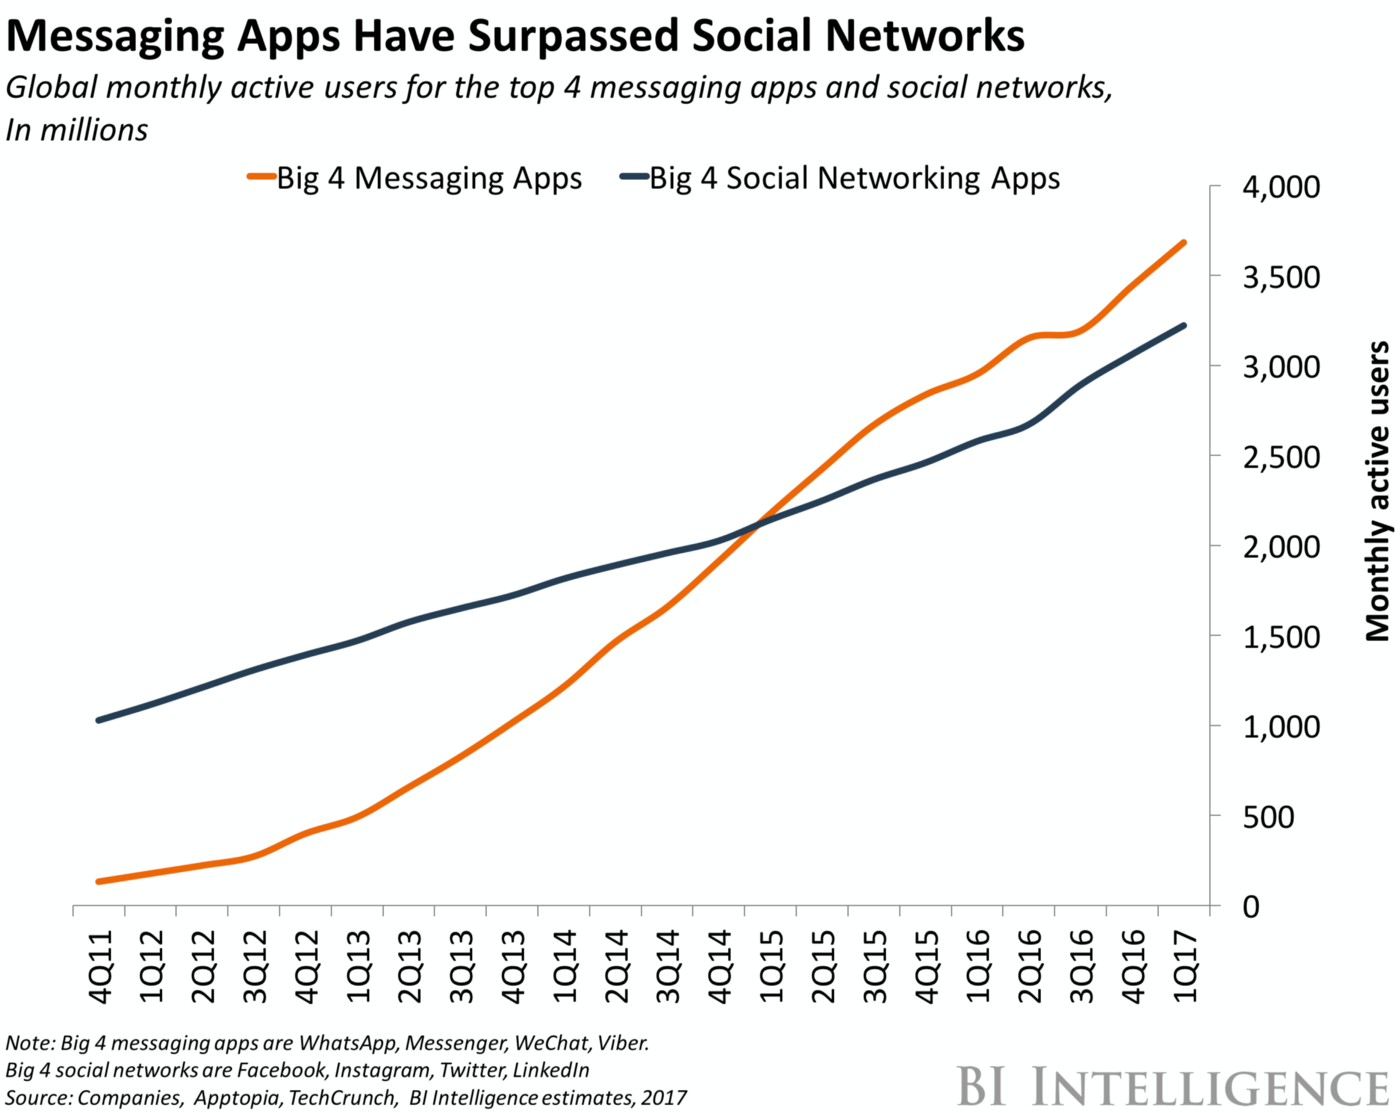 Messaging Apps Have Surpassed Social Networks
Global monthly active users for the top 4 messaging apps and social networks,
In millions
Big 4 Messaging Apps Big 4 Social Networking Apps
4,000
3,500
3,000
2,500
2,000
1,500
1,000
500
0
Monthly active users
4Q11 1Q12 2Q12 3Q12 4Q12 1Q13 2Q13 3Q13 4Q13 1Q14 2Q14 3Q14 4Q14 1Q15 2Q15 3Q15 4Q15 1Q16 2Q16 3Q16 4Q16 1Q17
Note: Big 4 messaging apps are WhatsApp, Messenger, WeChat, Viber.
Big 4 social networks are Facebook, Instagram, Twitter, LinkedIn
Source: Companies, Apptopia, TechCrunch, BI Intelligence estimates, 2017
BI INTELLIGENCE